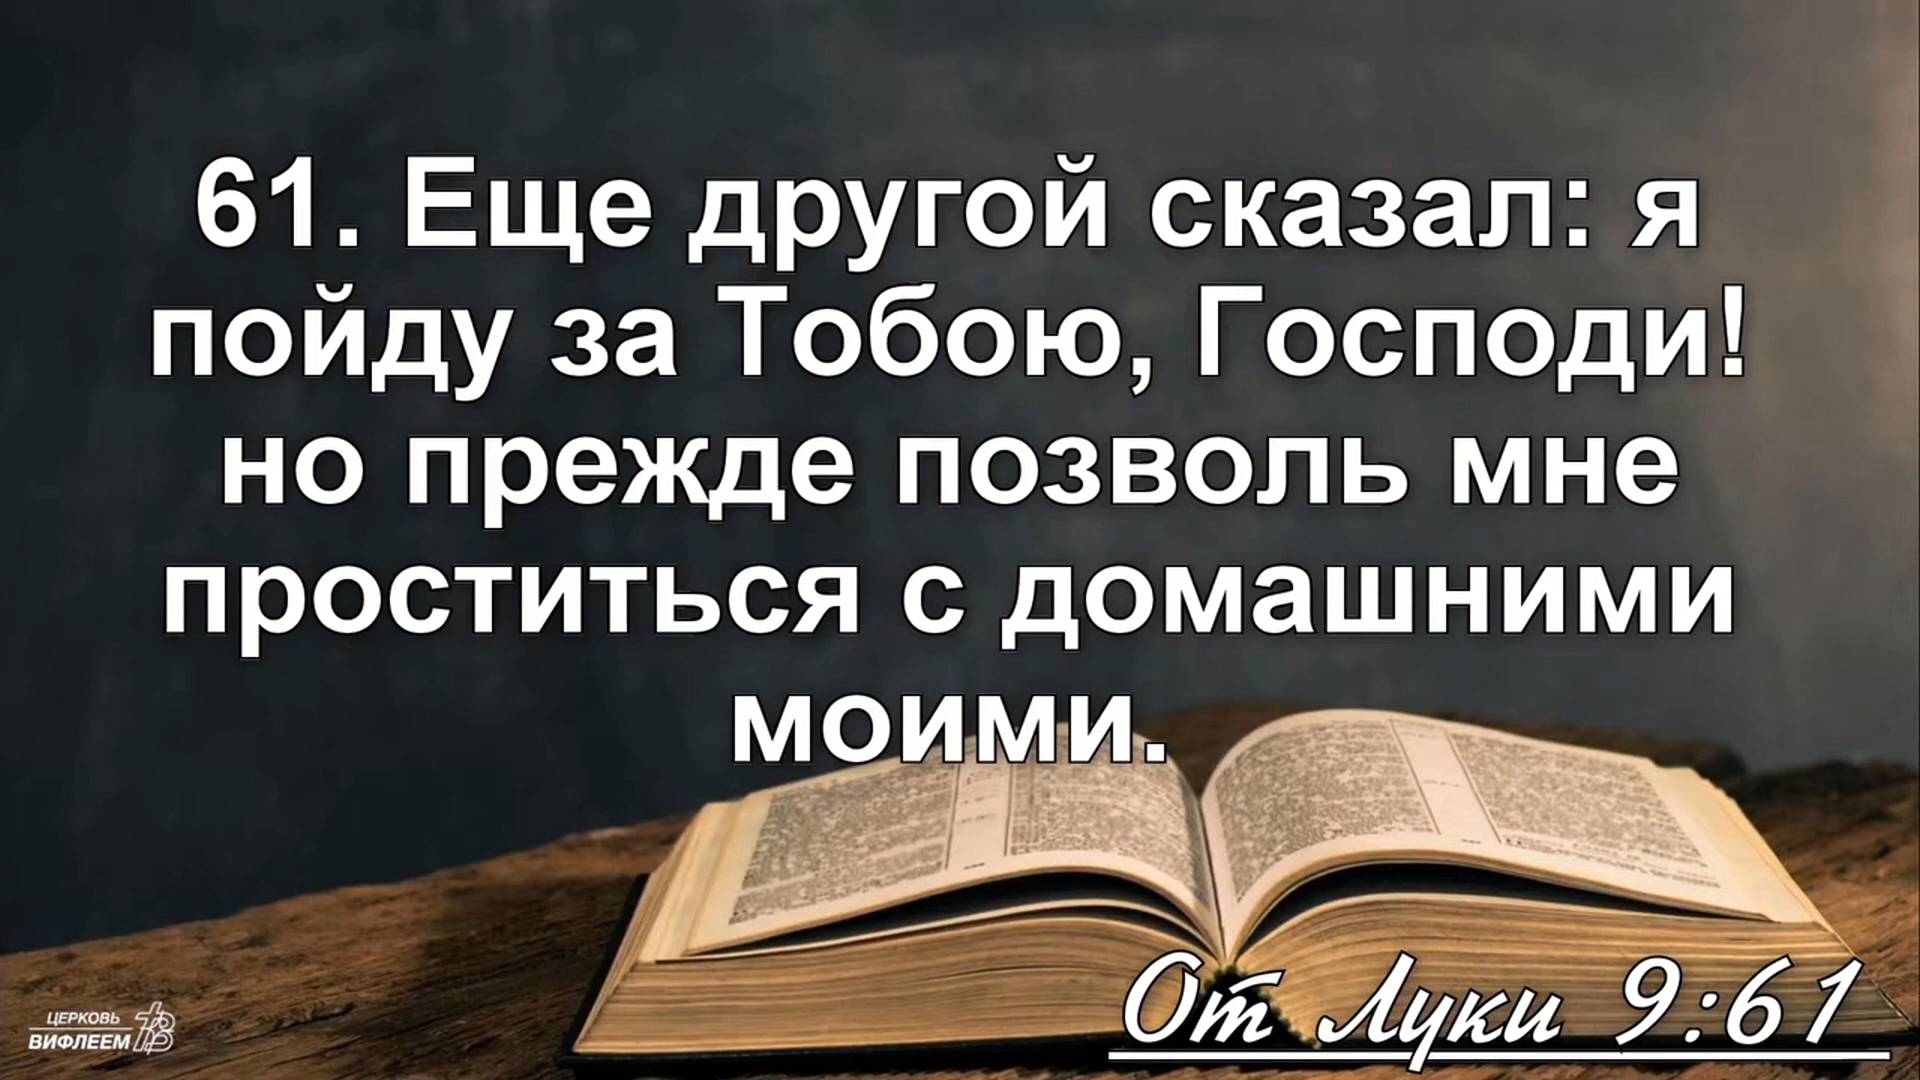 61. Еще другой сказал: я
пойду за Тобою, Господи!
но прежде позволь мне
проститься с домашними
моими.
От Луки 9:61
ЦЕРКОВЬ
ВИФЛЕЕМ